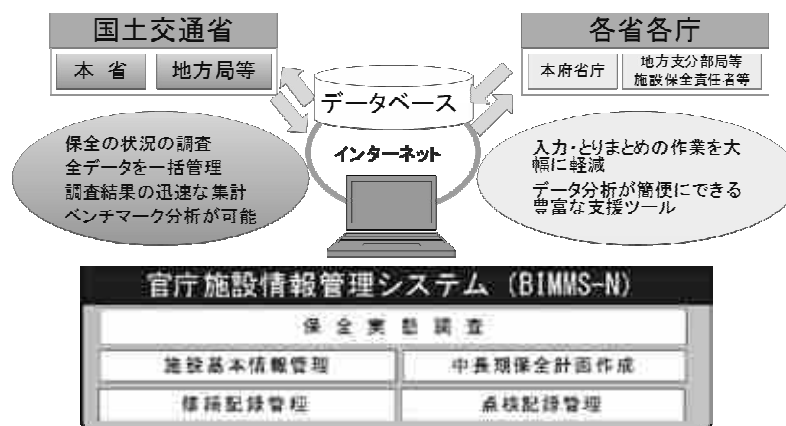 国土交通省
本 省
地方局等
各省各庁
本府省庁
地方支分部局等
施設保全責任者等
データベース
インターネット
保全の状況の調査
全データを一括管理
調査結果の迅速な集計
ベンチマーク分析が可能
入力・とりまとめの作業を大
幅に軽減
データ分析が簡便にできる
豊富な支援ツール
官庁施設情報管理システム（BIMMS-N）
保 全 実 態 調 査
施設基本情報管理
中長期保全計画作成
修繕記録管理
点検記録管理